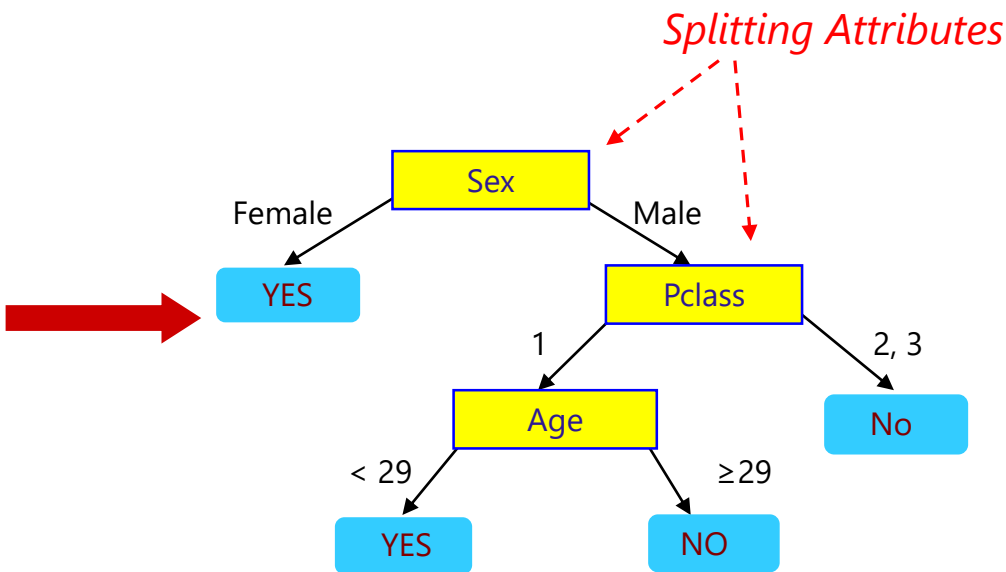 Splitting Attributes
Sex
Female
Male
YES
Pclass
1
2, 3
Age
No
< 29
≥29
YES
NO